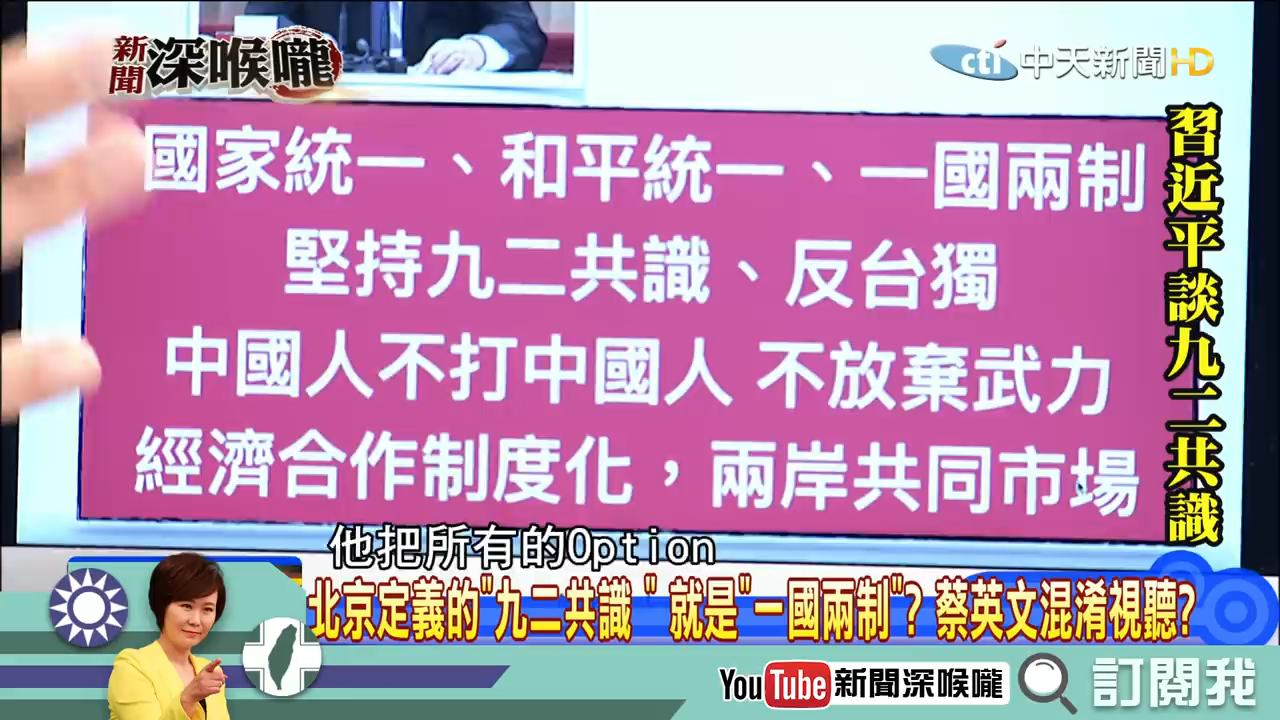 新聞深喉嚨
cti中天新聞HD
國家統一、和平統一、一國兩制
堅持九二共識、反台獨
中國人不打中國人 不放棄武力
經濟合作制度化，兩岸共同市場
習近平談九二共識
他把所有的Option
北京定義的"九二共識＂就是"一國兩制"？蔡英文混淆視聽？
YouTube新聞深喉嚨 訂閱我